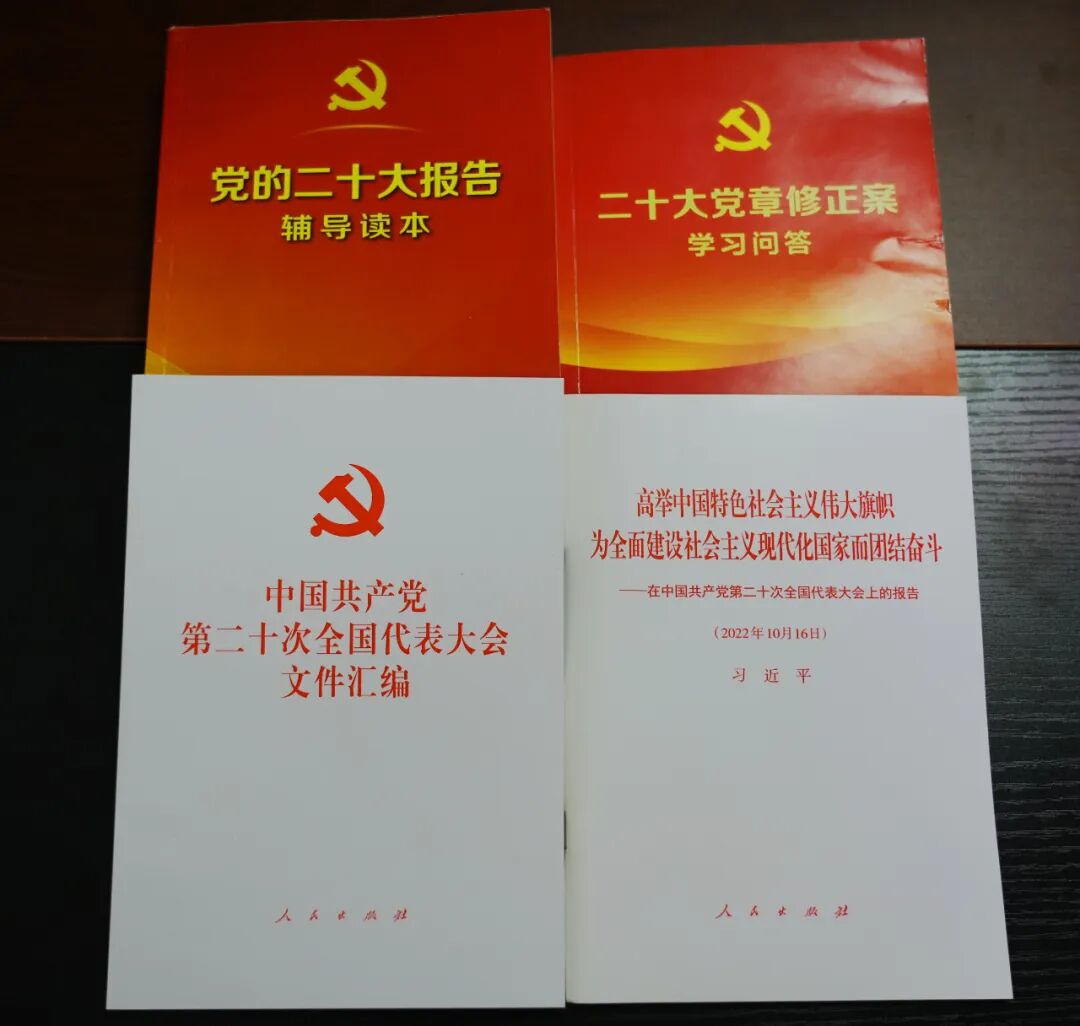 党的二十大报告
辅导读本
二十大党章修正案
学习问答
中国共产党
第二十次全国代表大会
文件汇编
人民出版社
高举中国特色社会主义伟大旗帜
为全面建设社会主义现代化国家而团结奋斗
——在中国共产党第二十次全国代表大会上的报告
（2022年10月16日）
习近平
人民出版社